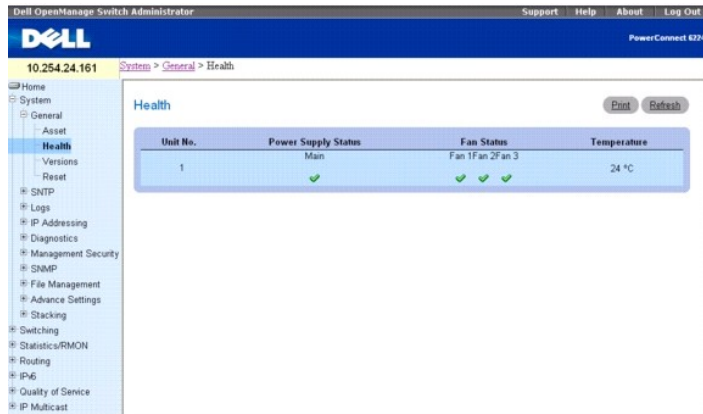 Dell OpenManage Switch Administrator
Support Help About Log Out
DELL
PowerConnect 6224
10.254.24.161
System > General > Health
Home
System
General
Asset
Health
Versions
Reset
SNTP
Logs
IP Addressing
Diagnostics
Management Security
SNMP
File Management
Advance Settings
Stacking
Switching
Statistics/RMON
Routing
IPv6
Quality of Service
IP Multicast
Health
Print Refresh
Unit No. Power Supply Status Fan Status Temperature
Main Fan 1Fan 2Fan 3
1 24 °C